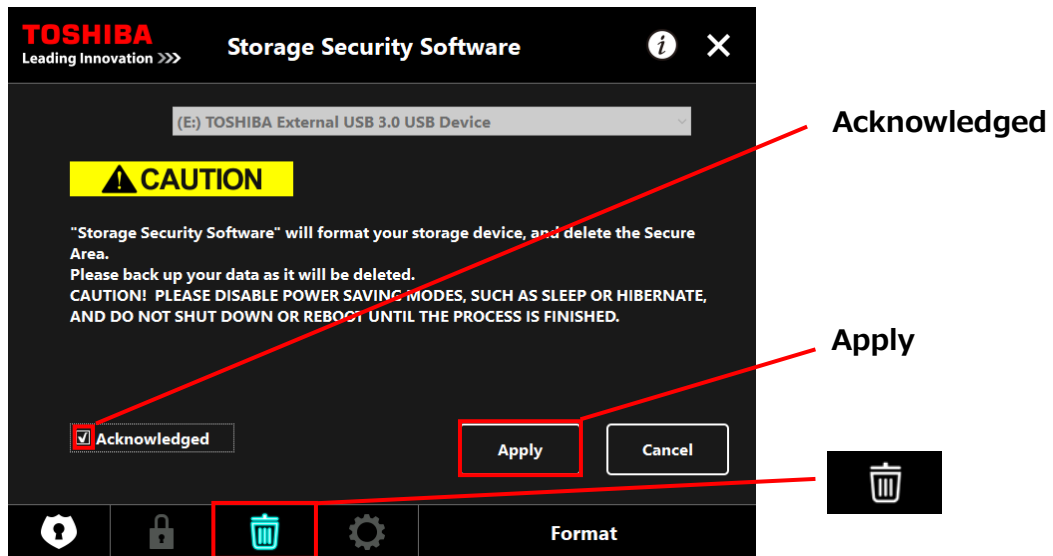 TOSHIBA
Leading Innovation >>>
Storage Security Software
i
(E:) TOSHIBA External USB 3.0 USB Device
Acknowledged
CAUTION
"Storage Security Software" will format your storage device, and delete the Secure
Area.
Please back up your data as it will be deleted.
CAUTION! PLEASE DISABLE POWER SAVING MODES, SUCH AS SLEEP OR HIBERNATE,
AND DO NOT SHUT DOWN OR REBOOT UNTIL THE PROCESS IS FINISHED.
Apply
Acknowledged
Apply
Cancel
Format